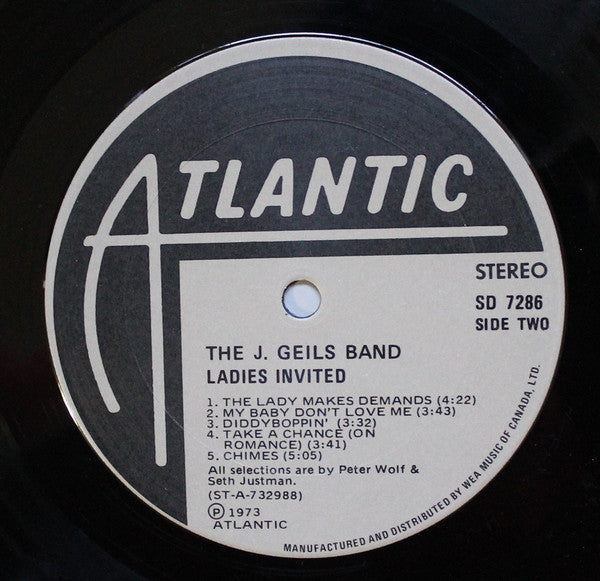 ATLANTIC
STEREO
SD 7286
SIDE TWO
THE J. GEILS BAND
LADIES INVITED
1. THE LADY MAKES DEMANDS (4:22)
2. MY BABY DON'T LOVE ME (3:43)
3. DIDDYBOPPIN' (3:32)
4. TAKE A CHANCE (ON
ROMANCE) (3:41)
5. CHIMES (5:05)
All selections are by Peter Wolf &
Seth Justman.
(ST-A-732988)
Ⓟ 1973
ATLANTIC
MANUFACTURED AND DISTRIBUTED BY WEA MUSIC OF CANADA, LTD.